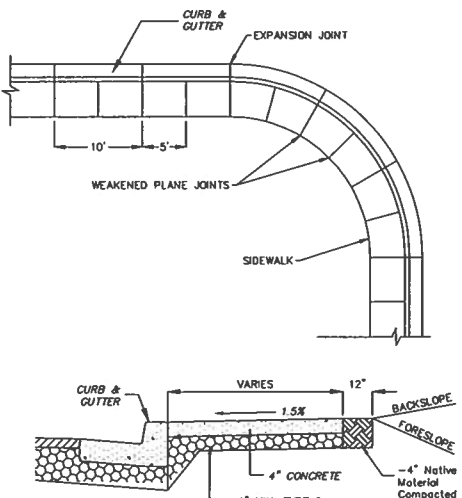 CURB &
GUTTER
EXPANSION JOINT
10'
5'
WEAKENED PLANE JOINTS
SIDEWALK
CURB &
GUTTER
VARIES
12"
1.5%
BACKSLOPE
FORESLOPE
4" CONCRETE
-4" Native
Material
Compacted